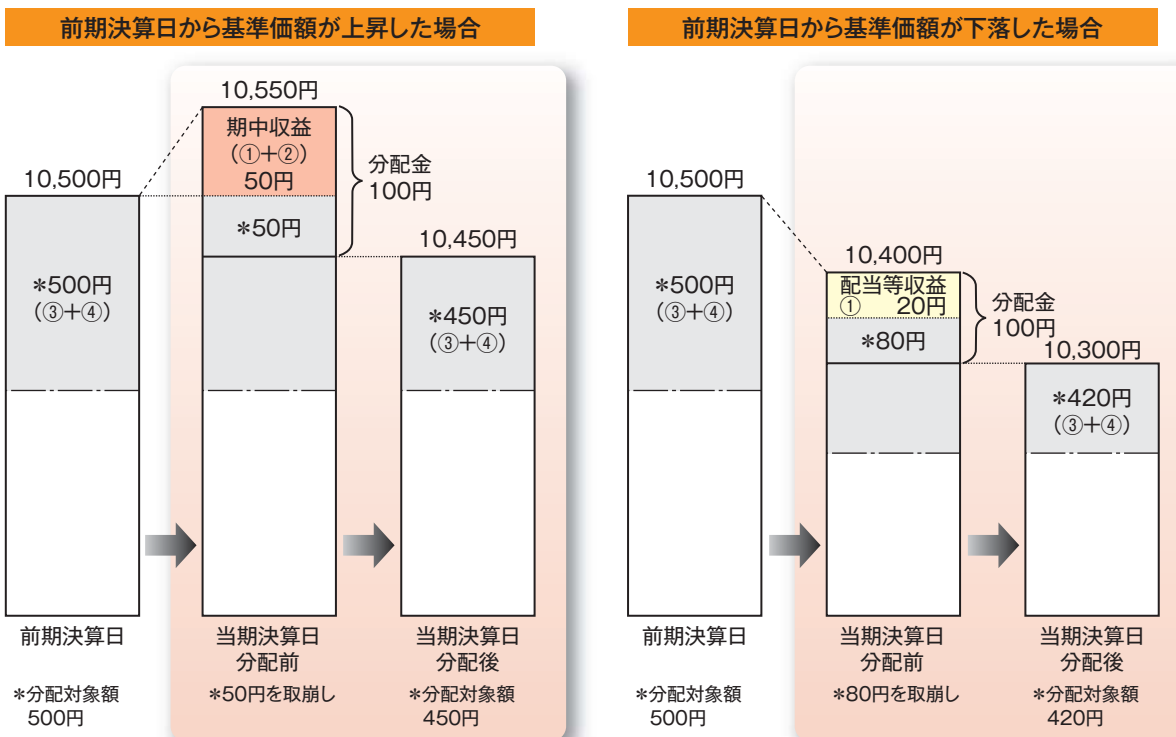 前期決算日から基準価額が上昇した場合
10,550円
期中収益
(①+②)
50円
分配金
100円
10,500円
*50円
10,450円
*500円
(③+④)
*450円
(③+④)
前期決算日
当期決算日
分配前
当期決算日
分配後
*分配対象額
500円
*50円を取崩し
*分配対象額
450円
前期決算日から基準価額が下落した場合
10,500円
10,400円
配当等収益
① 20円
分配金
100円
*80円
10,300円
*500円
(③+④)
*420円
(③+④)
前期決算日
当期決算日
分配前
当期決算日
分配後
*分配対象額
500円
*80円を取崩し
*分配対象額
420円